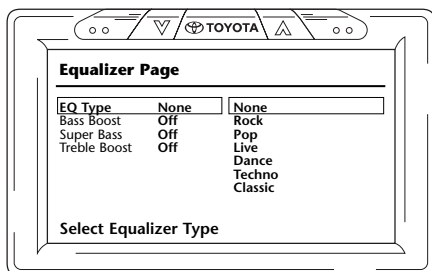 TOYOTA
Equalizer Page
EQ Type None None
Bass Boost Off Rock
Super Bass Off Pop
Treble Boost Off Live
Dance
Techno
Classic
Select Equalizer Type